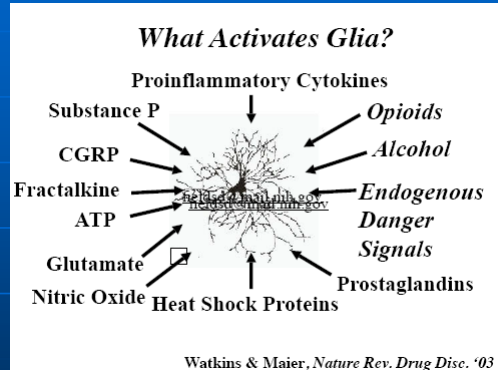 What Activates Glia?
Proinflammatory Cytokines
Substance P
CGRP
Fractalkine
ATP
Glutamate
Nitric Oxide
Heat Shock Proteins
Opioids
Alcohol
Endogenous
Danger
Signals
Prostaglandins
Watkins & Maier, Nature Rev. Drug Disc. ‘03